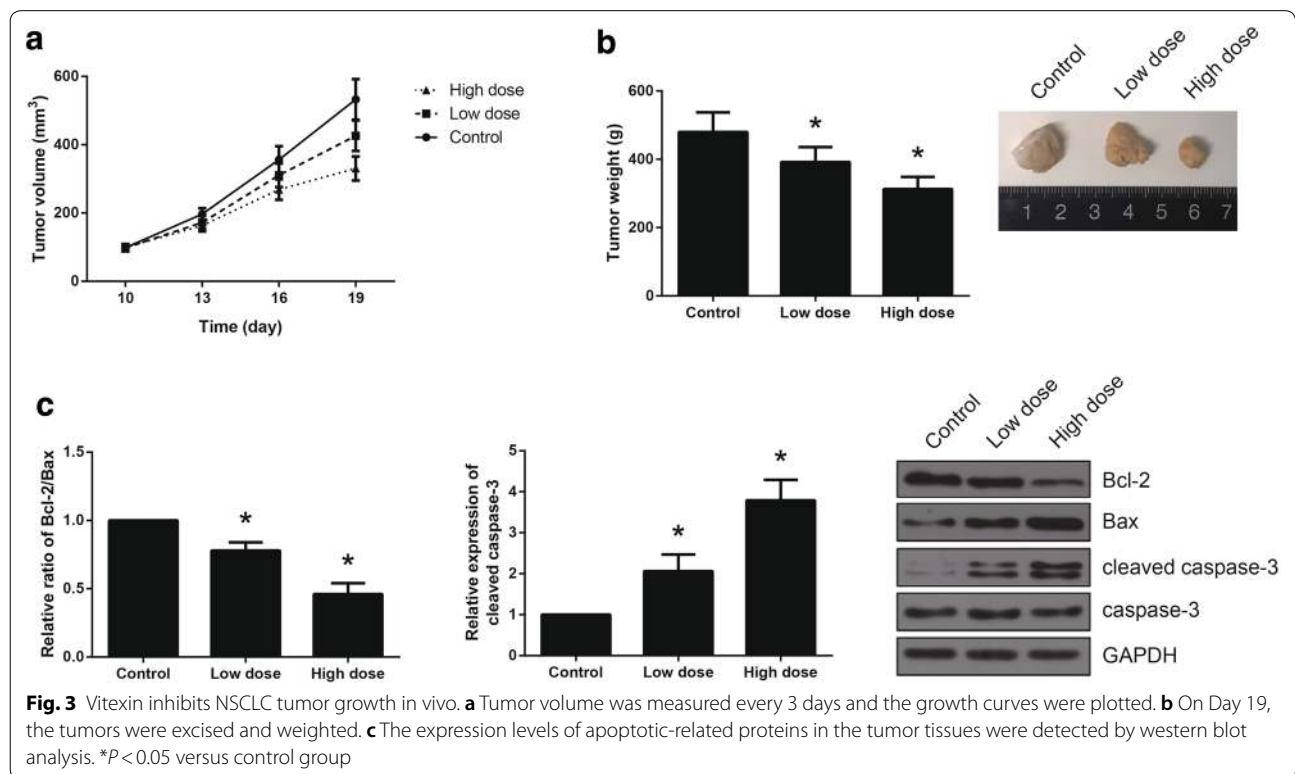 a
600
400
200
0
Tumor volume (mm³)
10 13 16 19
Time (day)
High dose
Low dose
Control
b
600
400
200
0
Tumor weight (g)
* *
Control Low dose High dose
Control Low dose High dose
1 2 3 4 5 6 7
c
1.5
1.0
0.5
0.0
Relative ratio of Bcl-2/Bax
* *
Control Low dose High dose
5
4
3
2
1
0
Relative expression of
cleaved caspase-3
* *
Control Low dose High dose
Control Low dose High dose
Bcl-2
Bax
cleaved caspase-3
caspase-3
GAPDH
Fig. 3 Vitexin inhibits NSCLC tumor growth in vivo. a Tumor volume was measured every 3 days and the growth curves were plotted. b On Day 19,
the tumors were excised and weighted. c The expression levels of apoptotic-related proteins in the tumor tissues were detected by western blot
analysis. *P < 0.05 versus control group